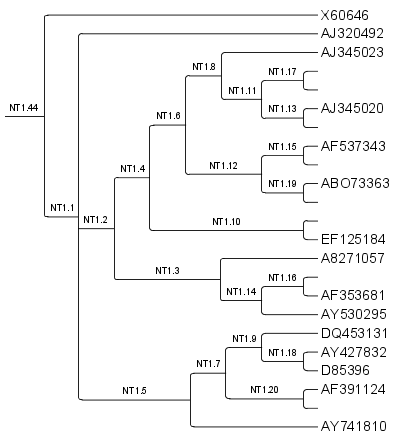 X60646
AJ320492
AJ345023
NT1.8
NT1.17
NT1.11
NT1.44
NT1.6
NT1.13
AJ345020
NT1.15
AF537343
NT1.4
NT1.12
NT1.19
ABO73363
NT1.1
NT1.2
NT1.10
EF125184
A8271057
NT1.3
NT1.16
NT1.14
AF353681
AY530295
DQ453131
NT1.9
AY427832
NT1.18
NT1.7
D85396
NT1.5
NT1.20
AF391124
AY741810